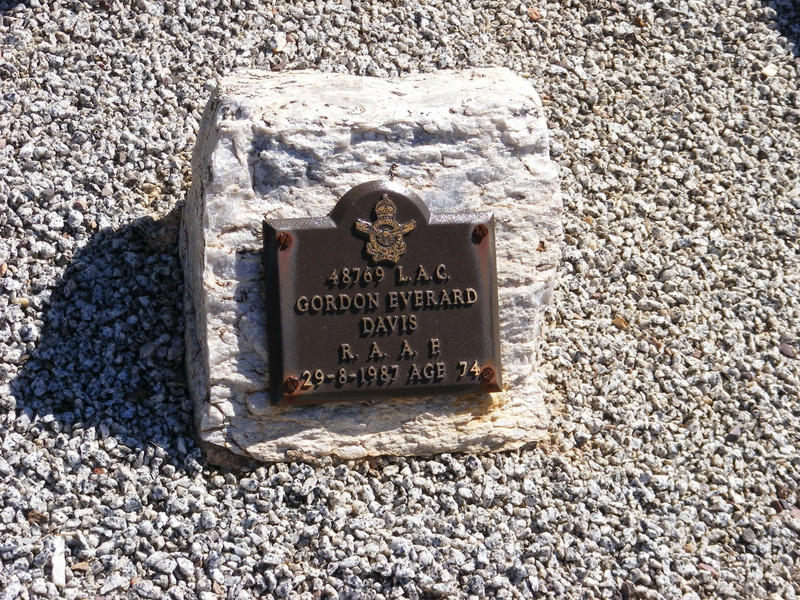 48769 L.A.C.
GORDON EVERARD
DAVIS
R. A. A. F.
29-8-1987 AGE 74